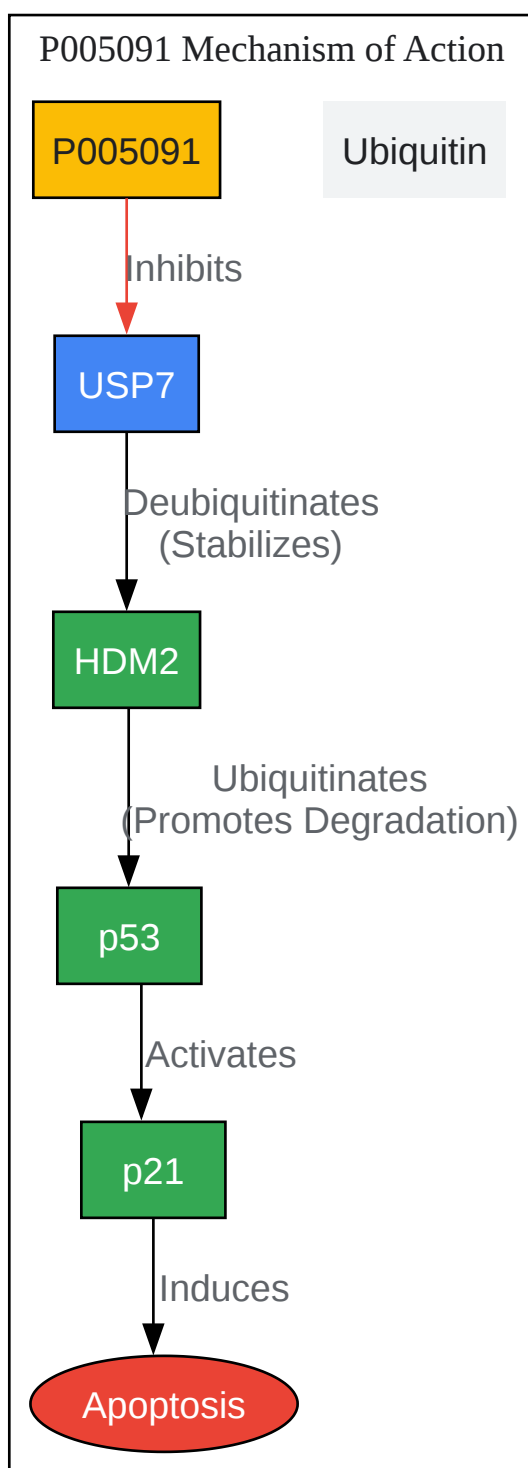 P005091 Mechanism of Action
P005091
Ubiquitin
Inhibits
USP7
Deubiquitinates
(Stabilizes)
HDM2
Ubiquitinates
(Promotes Degradation)
p53
Activates
p21
Induces
Apoptosis